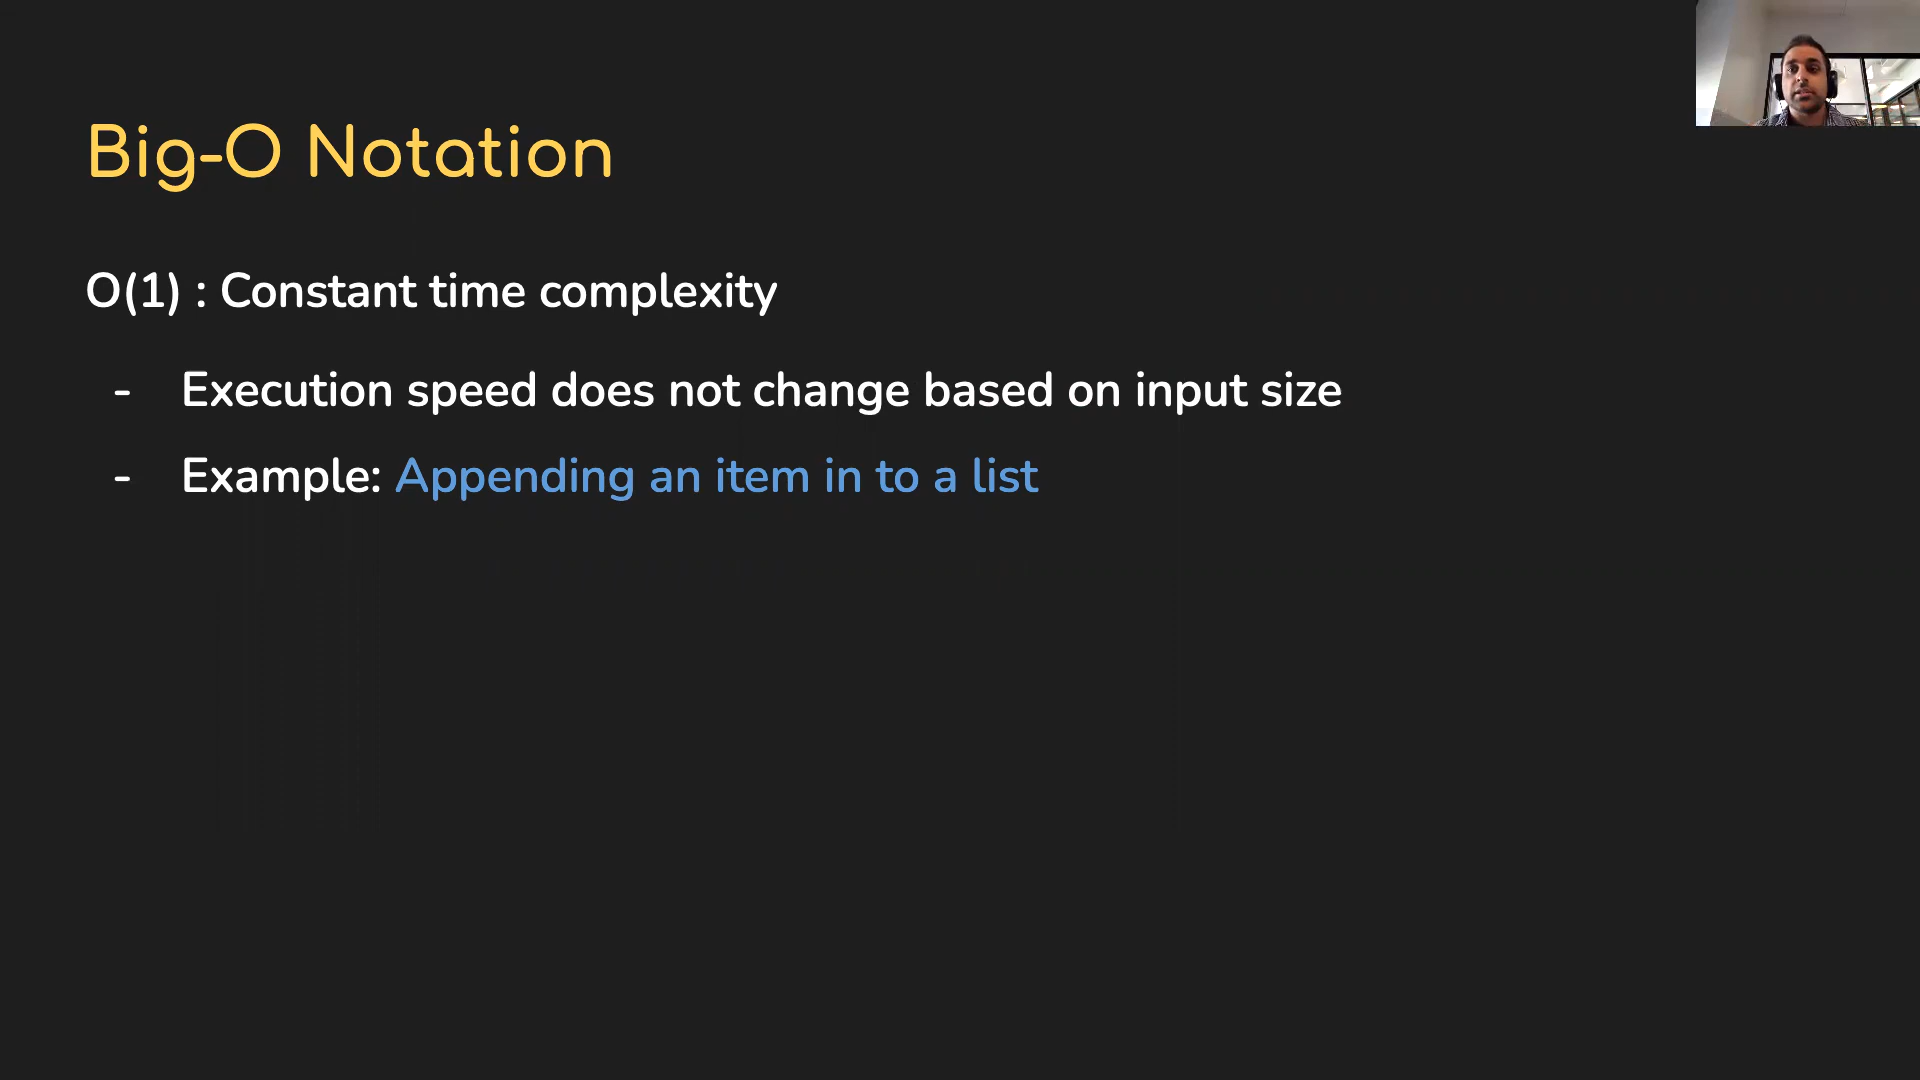 Big-O Notation
O(1) : Constant time complexity
- Execution speed does not change based on input size
- Example: Appending an item in to a list